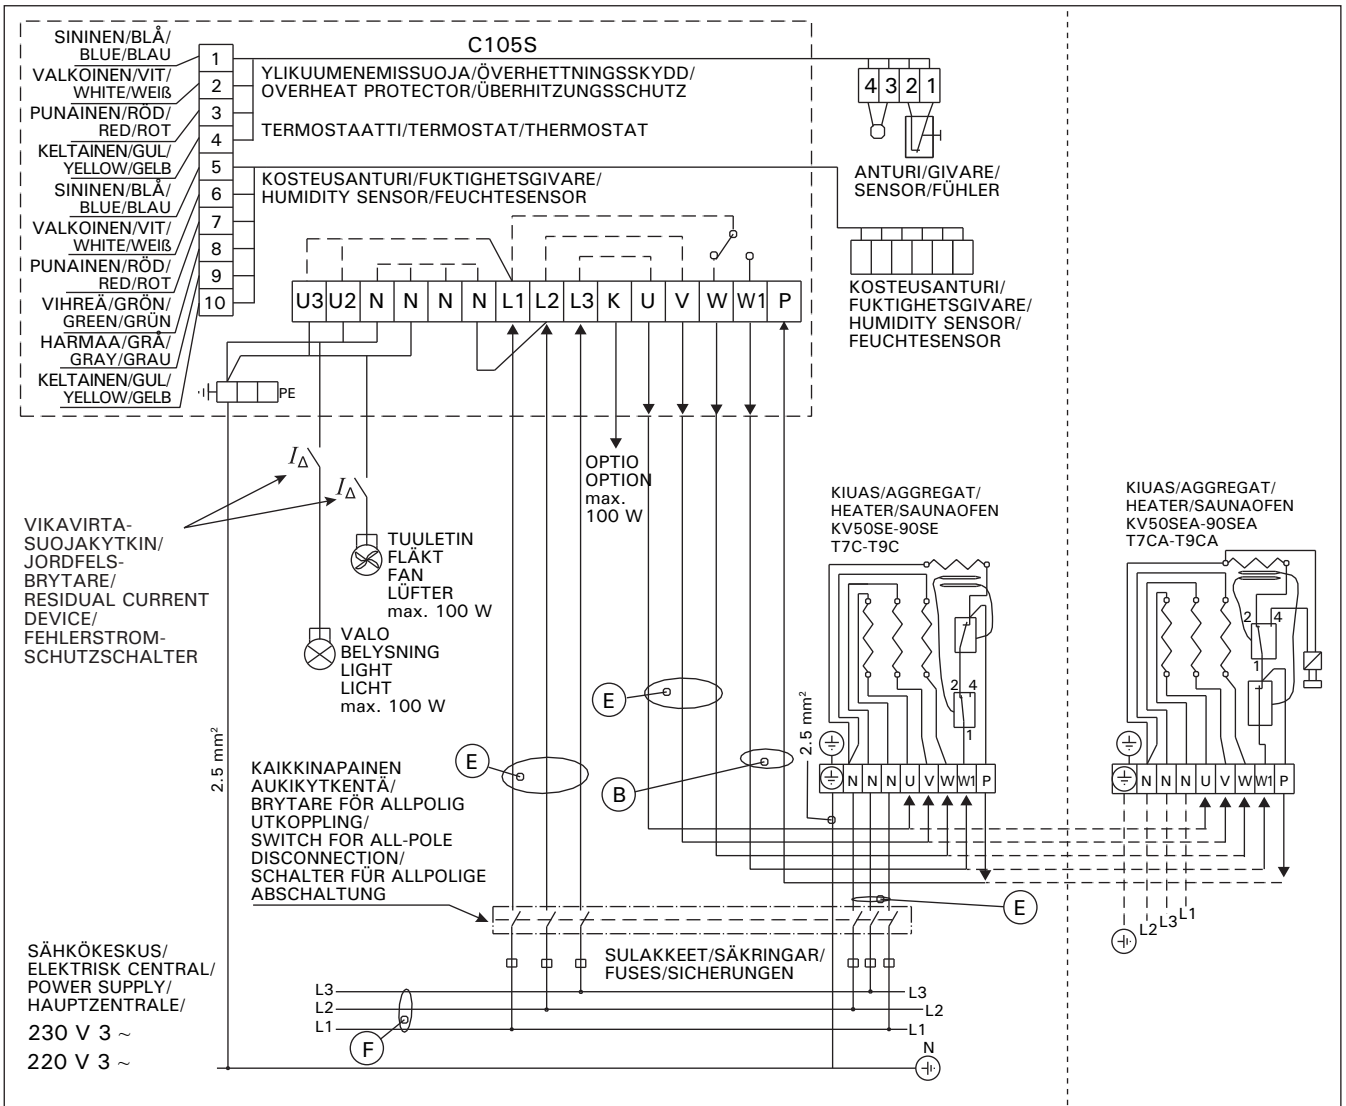 SININEN/BLÅ/
BLUE/BLAU
VALKOINEN/VIT/
WHITE/WEIß
PUNAINEN/RÖD/
RED/ROT
KELTAINEN/GUL/
YELLOW/GELB
SININEN/BLÅ/
BLUE/BLAU
VALKOINEN/VIT/
WHITE/WEIß
PUNAINEN/RÖD/
RED/ROT
VIHREÄ/GRÖN/
GREEN/GRÜN
HARMAA/GRÅ/
GRAY/GRAU
KELTAINEN/GUL/
YELLOW/GELB
1
2
3
4
5
6
7
8
9
10
C105S
YLIKUUMENEMISSUOJA/ÖVERHETTNINGSSKYDD/
OVERHEAT PROTECTOR/ÜBERHITZUNGSSCHUTZ
TERMOSTAATTI/TERMOSTAT/THERMOSTAT
KOSTEUSANTURI/FUKTIGHETSGIVARE/
HUMIDITY SENSOR/FEUCHTESENSOR
4 3 2 1
ANTURI/GIVARE/
SENSOR/FÜHLER
KOSTEUSANTURI/
FUKTIGHETSGIVARE/
HUMIDITY SENSOR/
FEUCHTESENSOR
U3 U2 N N N N L1 L2 L3 K U V W W1 P
PE
I∆
I∆
VIKAVIRTA-
SUOJAKYTKIN/
JORDFELS-
BRYTARE/
RESIDUAL CURRENT
DEVICE/
FEHLERSTROM-
SCHUTZSCHALTER
TUULETIN
FLÄKT
FAN
LÜFTER
max. 100 W
VALO
BELYSNING
LIGHT
LICHT
max. 100 W
OPTIO
OPTION
max.
100 W
KIUAS/AGGREGAT/
HEATER/SAUNAOFEN
KV50SE-90SE
T7C-T9C
2 4
1
N N N U V W W1 P
KIUAS/AGGREGAT/
HEATER/SAUNAOFEN
KV50SEA-90SEA
T7CA-T9CA
2 4
1
N N N U V W W1 P
L2 L3 L1
2.5 mm²
2.5 mm²
E
E
B
E
F
KAIKKINAPAINEN
AUKIKYTKENTÄ/
BRYTARE FÖR ALLPOLIG
UTKOPPLING/
SWITCH FOR ALL-POLE
DISCONNECTION/
SCHALTER FÜR ALLPOLIGE
ABSCHALTUNG
SULAKKEET/SÄKRINGAR/
FUSES/SICHERUNGEN
SÄHKÖKESKUS/
ELEKTRISK CENTRAL/
POWER SUPPLY/
HAUPTZENTRALE/
230 V 3 ~
220 V 3 ~
L3
L2
L1
L3
L2
L1
N